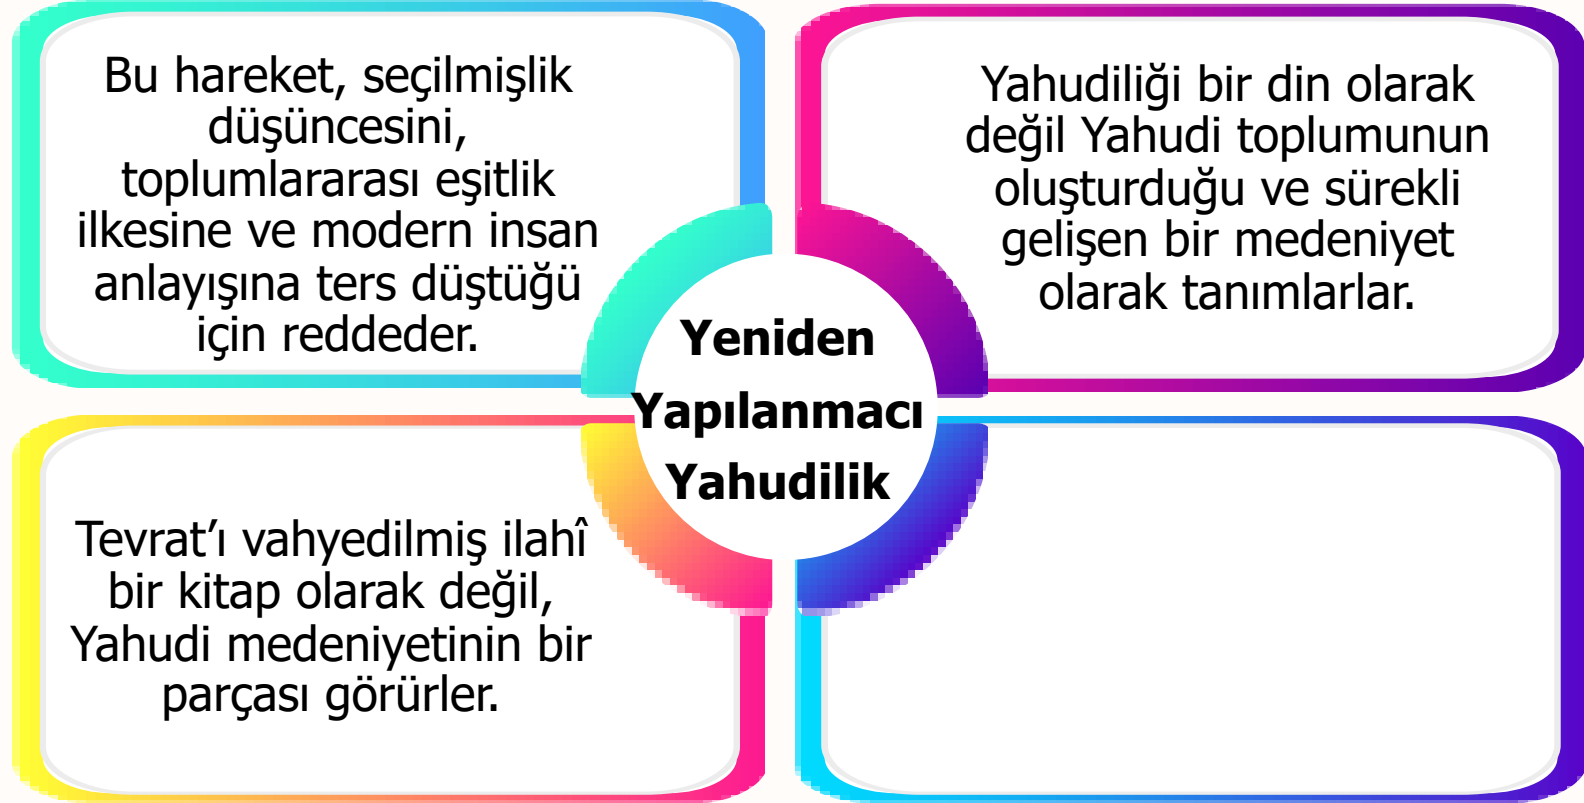 Bu hareket, seçilmişlik
düşüncesini,
toplumlararası eşitlik
ilkesine ve modern insan
anlayışına ters düştüğü
için reddeder.
Yahudiliği bir din olarak
değil Yahudi toplumunun
oluşturduğu ve sürekli
gelişen bir medeniyet
olarak tanımlarlar.
Yeniden
Yapılanmacı
Yahudilik
Tevrat’ı vahyedilmiş ilahî
bir kitap olarak değil,
Yahudi medeniyetinin bir
parçası görürler.